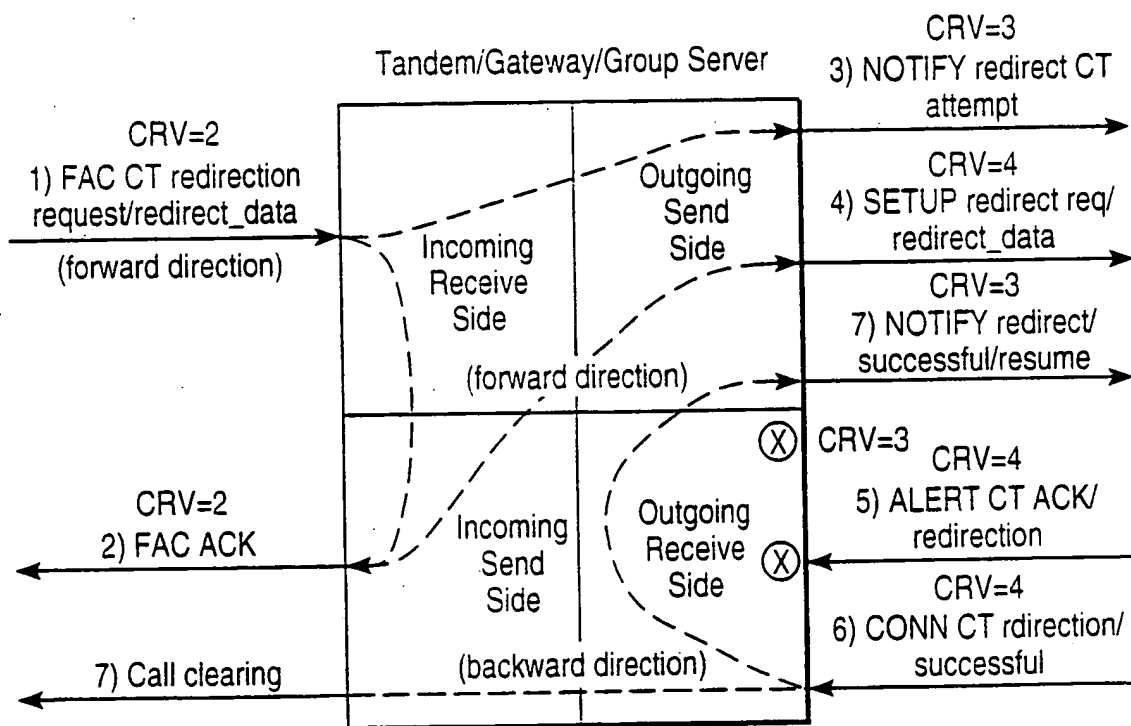 Tandem/Gateway/Group Server
CRV=2
1) FAC CT redirection
request/redirect_data
(forward direction)
CRV=3
3) NOTIFY redirect CT
attempt
CRV=4
4) SETUP redirect req/
redirect_data
CRV=3
7) NOTIFY redirect/
successful/resume
Incoming
Receive
Side
Outgoing
Send
Side
(forward direction)
X
CRV=3
CRV=4
5) ALERT CT ACK/
redirection
X
CRV=4
6) CONN CT rdirection/
successful
CRV=2
2) FAC ACK
Incoming
Send
Side
Outgoing
Receive
Side
(backward direction)
7) Call clearing